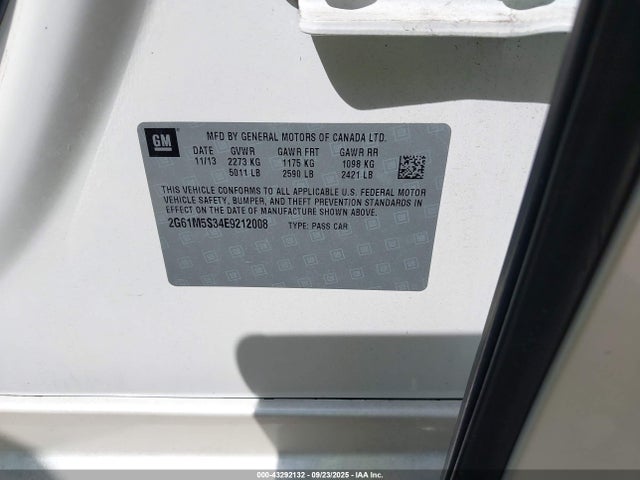 GM
MFD BY GENERAL MOTORS OF CANADA LTD.
DATE GVWR GAWR FRT GAWR RR
11/13 2273 KG 1175 KG 1098 KG
5011 LB 2590 LB 2421 LB
THIS VEHICLE CONFORMS TO ALL APPLICABLE U.S. FEDERAL MOTOR
VEHICLE SAFETY, BUMPER, AND THEFT PREVENTION STANDARDS
IN EFFECT ON THE DATE OF MANUFACTURE SHOWN ABOVE.
2G61M5S34E9212008 TYPE: PASS CAR
000-43292132 - 09/23/2025 - IAA Inc.